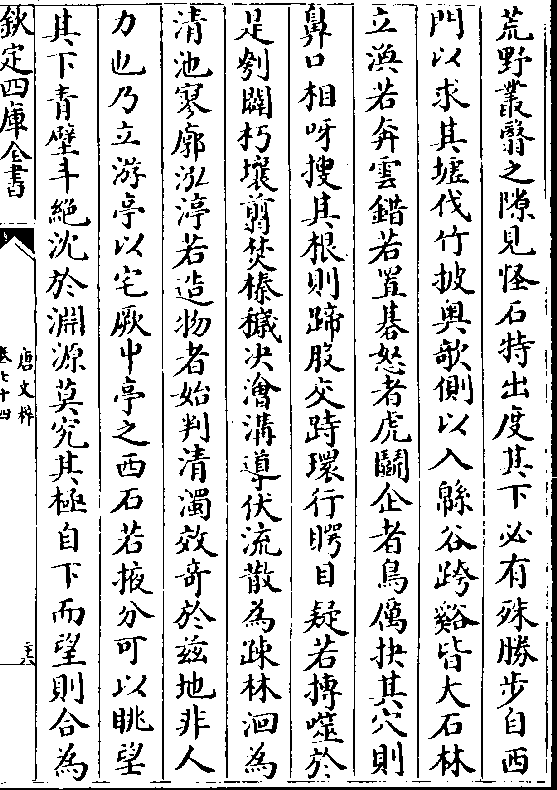 荒野叢翳之隙見怪石特出度其下必有殊勝步自西
門以求其墟伐竹披奥欹側以入緜谷跨谿皆大石林
立渙若奔雲錯若置碁怒者虎鬭企者鳥厲抉其穴則
鼻口相呀搜其根則蹄股交峙環行愕目疑若搏噬於
是刳闢朽壤翦焚榛穢决澮溝導伏流散為疎林洄為
清池寥廓泓渟若造物者始判清濁效奇於兹地非人
力也乃立游亭以宅厥中亭之西石若掖分可以眺望
其下青壁斗絶沈於淵源莫究其極自下而望則合為
欽定四庫全書
唐文粹
卷七十四